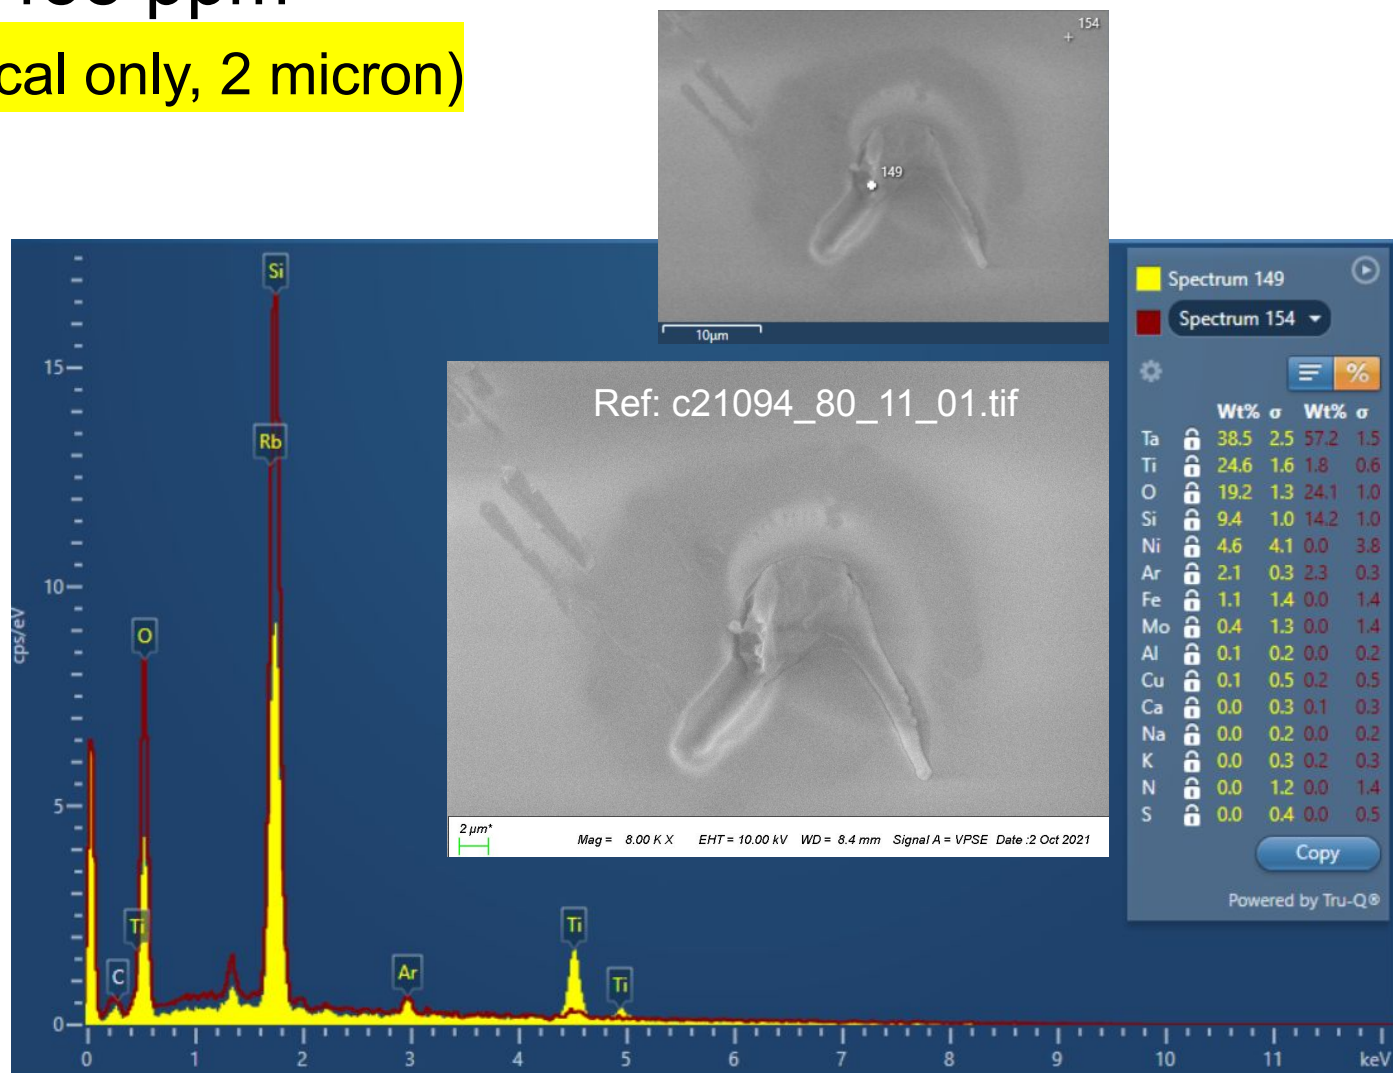 cal only, 2 micron)
154
149
10µm
Ref: c21094_80_11_01.tif
2 µm*
Mag = 8.00 K X EHT = 10.00 kV WD = 8.4 mm Signal A = VPSE Date :2 Oct 2021
Si
Rb
O
Ti
C
Ar
Ti
Ti
15
10
5
0
cps/eV
0 1 2 3 4 5 6 7 8 9 10 11 keV
Spectrum 149
Spectrum 154
%
Wt% σ Wt% σ
Ta 38.5 2.5 57.2 1.5
Ti 24.6 1.6 1.8 0.6
O 19.2 1.3 24.1 1.0
Si 9.4 1.0 14.2 1.0
Ni 4.6 4.1 0.0 3.8
Ar 2.1 0.3 2.3 0.3
Fe 1.1 1.4 0.0 1.4
Mo 0.4 1.3 0.0 1.4
Al 0.1 0.2 0.0 0.2
Cu 0.1 0.5 0.2 0.5
Ca 0.0 0.3 0.1 0.3
Na 0.0 0.2 0.0 0.2
K 0.0 0.3 0.2 0.3
N 0.0 1.2 0.0 1.4
S 0.0 0.4 0.0 0.5
Copy
Powered by Tru-Q®